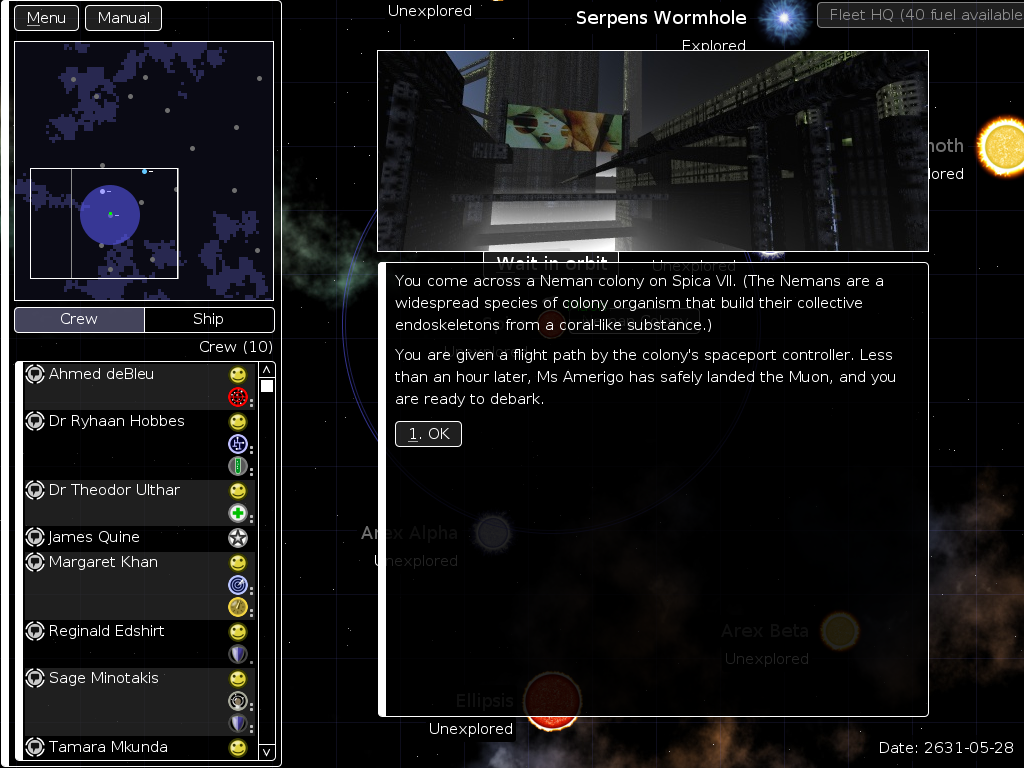 Menu
Manual
Unexplored
Serpens Wormhole
Explored
Fleet HQ (40 fuel available
Crew
Ship
Crew (10)
Ahmed deBleu
Dr Ryhaan Hobbes
Dr Theodor Ulthar
James Quine
Margaret Khan
Reginald Edshirt
Sage Minotakis
Tamara Mkunda
Wait in orbit
Unexplored
You come across a Neman colony on Spica VII. (The Nemans are a
widespread species of colony organism that build their collective
endoskeletons from a coral-like substance.)
You are given a flight path by the colony's spaceport controller. Less
than an hour later, Ms Amerigo has safely landed the Muon, and you
are ready to debark.
1. OK
Arex Alpha
Unexplored
Arex Beta
Unexplored
Ellipsis
Unexplored
Date: 2631-05-28